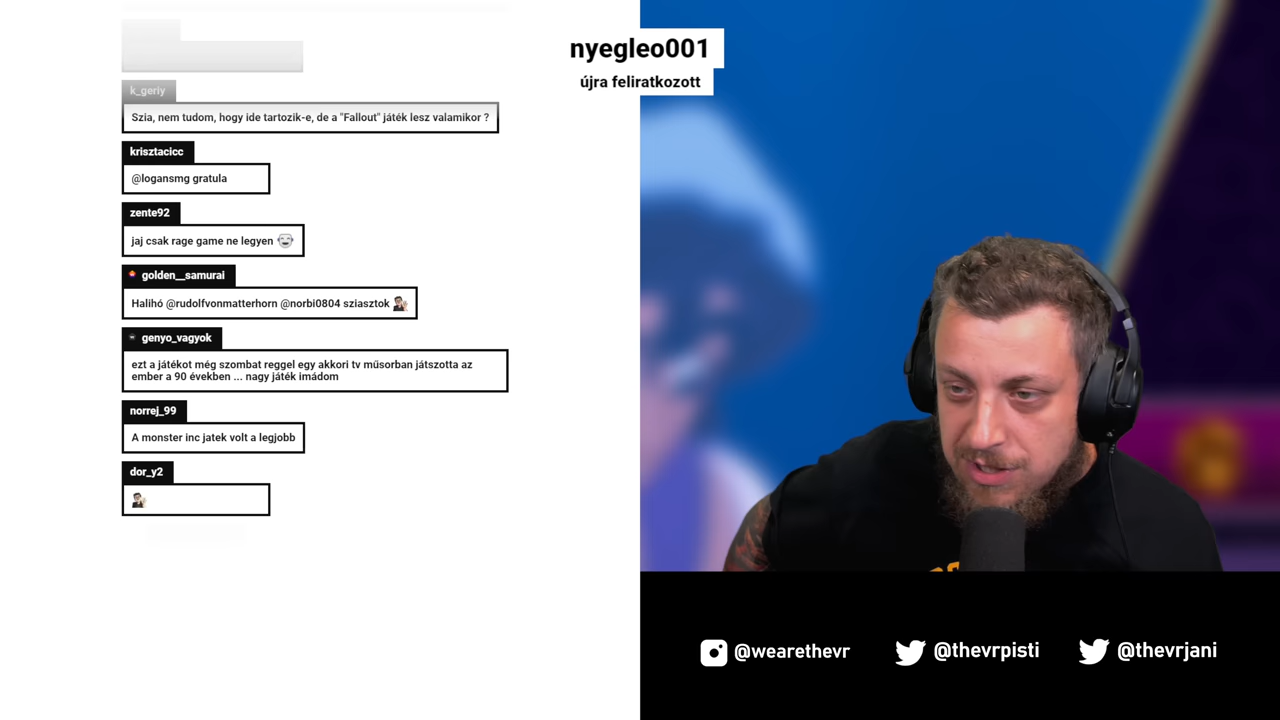 nyegleo001
újra feliratkozott
k_geriy
Szia, nem tudom, hogy ide tartozik-e, de a "Fallout" játék lesz valamikor ?
krisztacicc
@logansmg gratula
zente92
jaj csak rage game ne legyen
golden__samurai
Halihó @rudolfvonmatterhorn @norbi0804 sziasztok
genyo_vagyok
ezt a játékot még szombat reggel egy akkori tv műsorban játszotta az
ember a 90 években ... nagy játék imádom
norrej_99
A monster inc jatek volt a legjobb
dor_y2
@wearethevr
@thevrpisti
@thevrjani